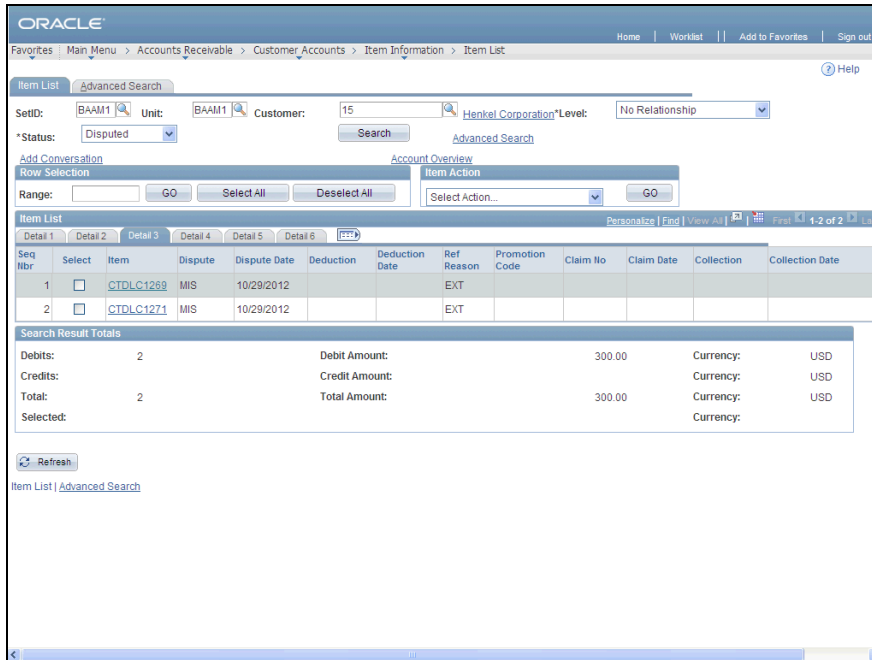 ORACLE
Home | Worklist | | Add to Favorites | Sign out
Favorites | Main Menu > Accounts Receivable > Customer Accounts > Item Information > Item List
Help
Item List Advanced Search
SetID: BAAM1 Unit: BAAM1 Customer: 15 Henkel Corporation *Level: No Relationship
*Status: Disputed Search Advanced Search
Add Conversation Account Overview
Row Selection Item Action
Range: GO Select All Deselect All Select Action... GO
Item List Personalize | Find | View All | First 1-2 of 2 La
Detail 1 Detail 2 Detail 3 Detail 4 Detail 5 Detail 6
Seq Nbr Select Item Dispute Dispute Date Deduction Deduction Date Ref Reason Promotion Code Claim No Claim Date Collection Collection Date
1 CTDLC1269 MIS 10/29/2012 EXT
2 CTDLC1271 MIS 10/29/2012 EXT
Search Result Totals
Debits: 2 Debit Amount: 300.00 Currency: USD
Credits: Credit Amount: Currency: USD
Total: 2 Total Amount: 300.00 Currency: USD
Selected: Currency:
Refresh
Item List | Advanced Search